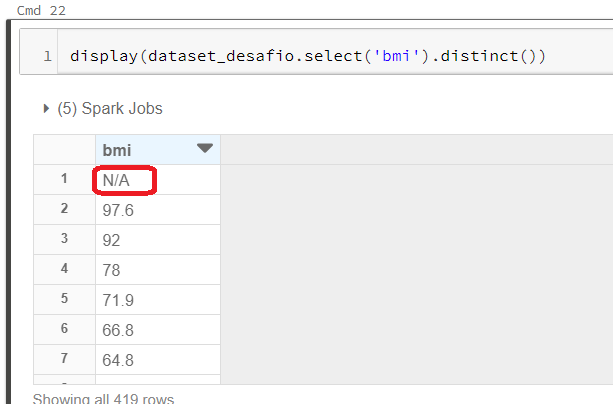 Cmd 22
1 display(dataset_desafio.select('bmi').distinct())
(5) Spark Jobs
bmi
1 N/A
2 97.6
3 92
4 78
5 71.9
6 66.8
7 64.8
Showing all 419 rows